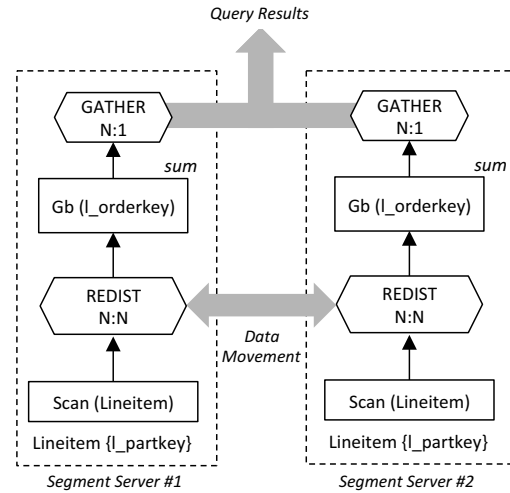 Query Results
GATHER
N:1
sum
Gb (l_orderkey)
REDIST
N:N
Scan (Lineitem)
Lineitem {l_partkey}
Segment Server #1
Data
Movement
GATHER
N:1
sum
Gb (l_orderkey)
REDIST
N:N
Scan (Lineitem)
Lineitem {l_partkey}
Segment Server #2